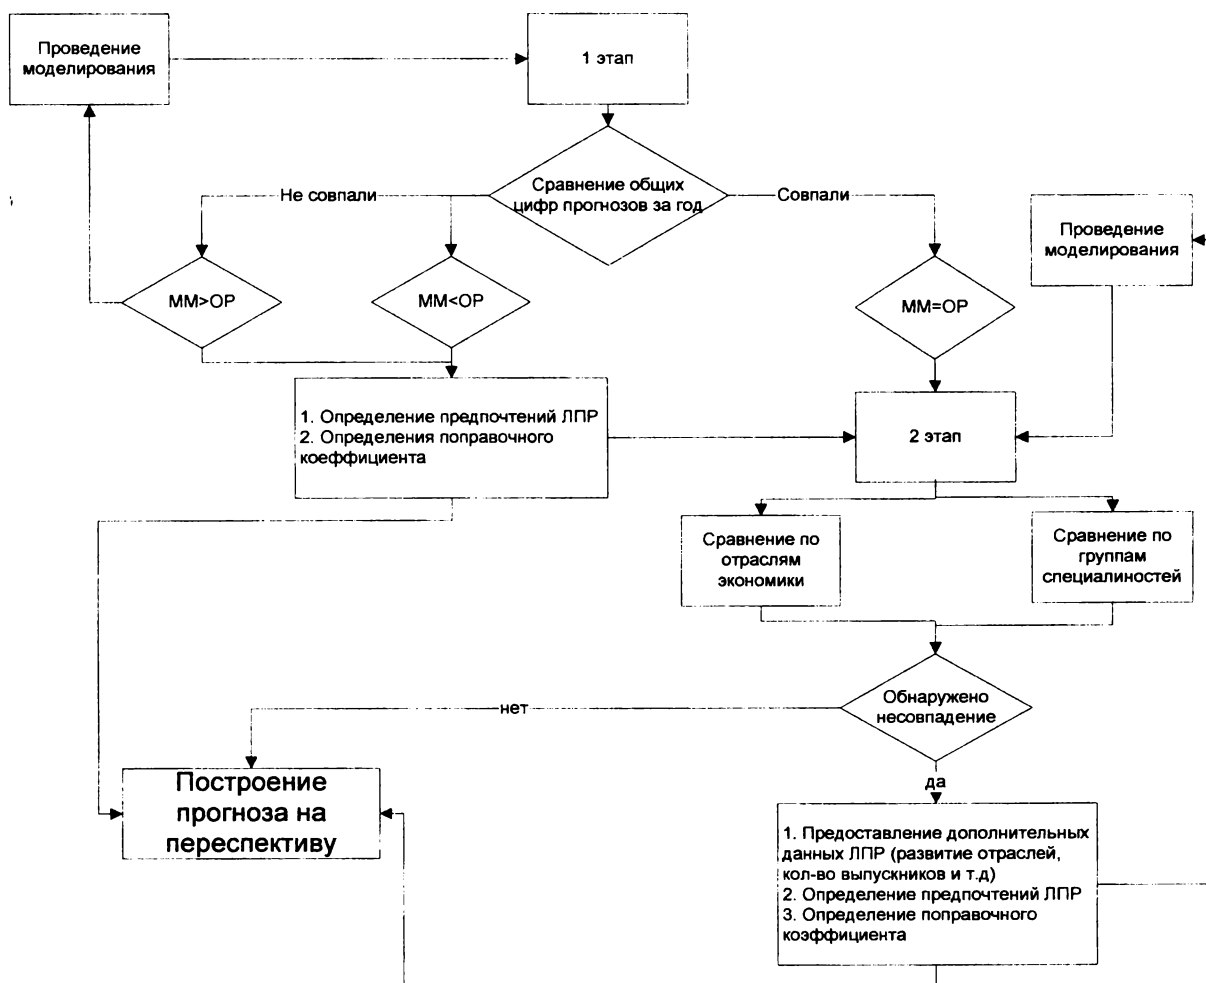 Проведение
моделирования
1 этап
Сравнение общих
цифр прогнозов за год
Не совпали
Совпали
Проведение
моделирования
ММ>ОР
ММ<ОР
ММ=ОР
1. Определение предпочтений ЛПР
2. Определения поправочного
коеффициента
2 этап
Сравнение по
отраслям
экономики
Сравнение по
группам
специалиностей
Обнаружено
несовпадение
нет
да
Построение
прогноза на
переспективу
1. Предоставление дополнительных
данных ЛПР (развитие отраслей,
кол-во выпускников и т.д)
2. Определение предпочтений ЛПР
3. Определение поправочного
коэффициента